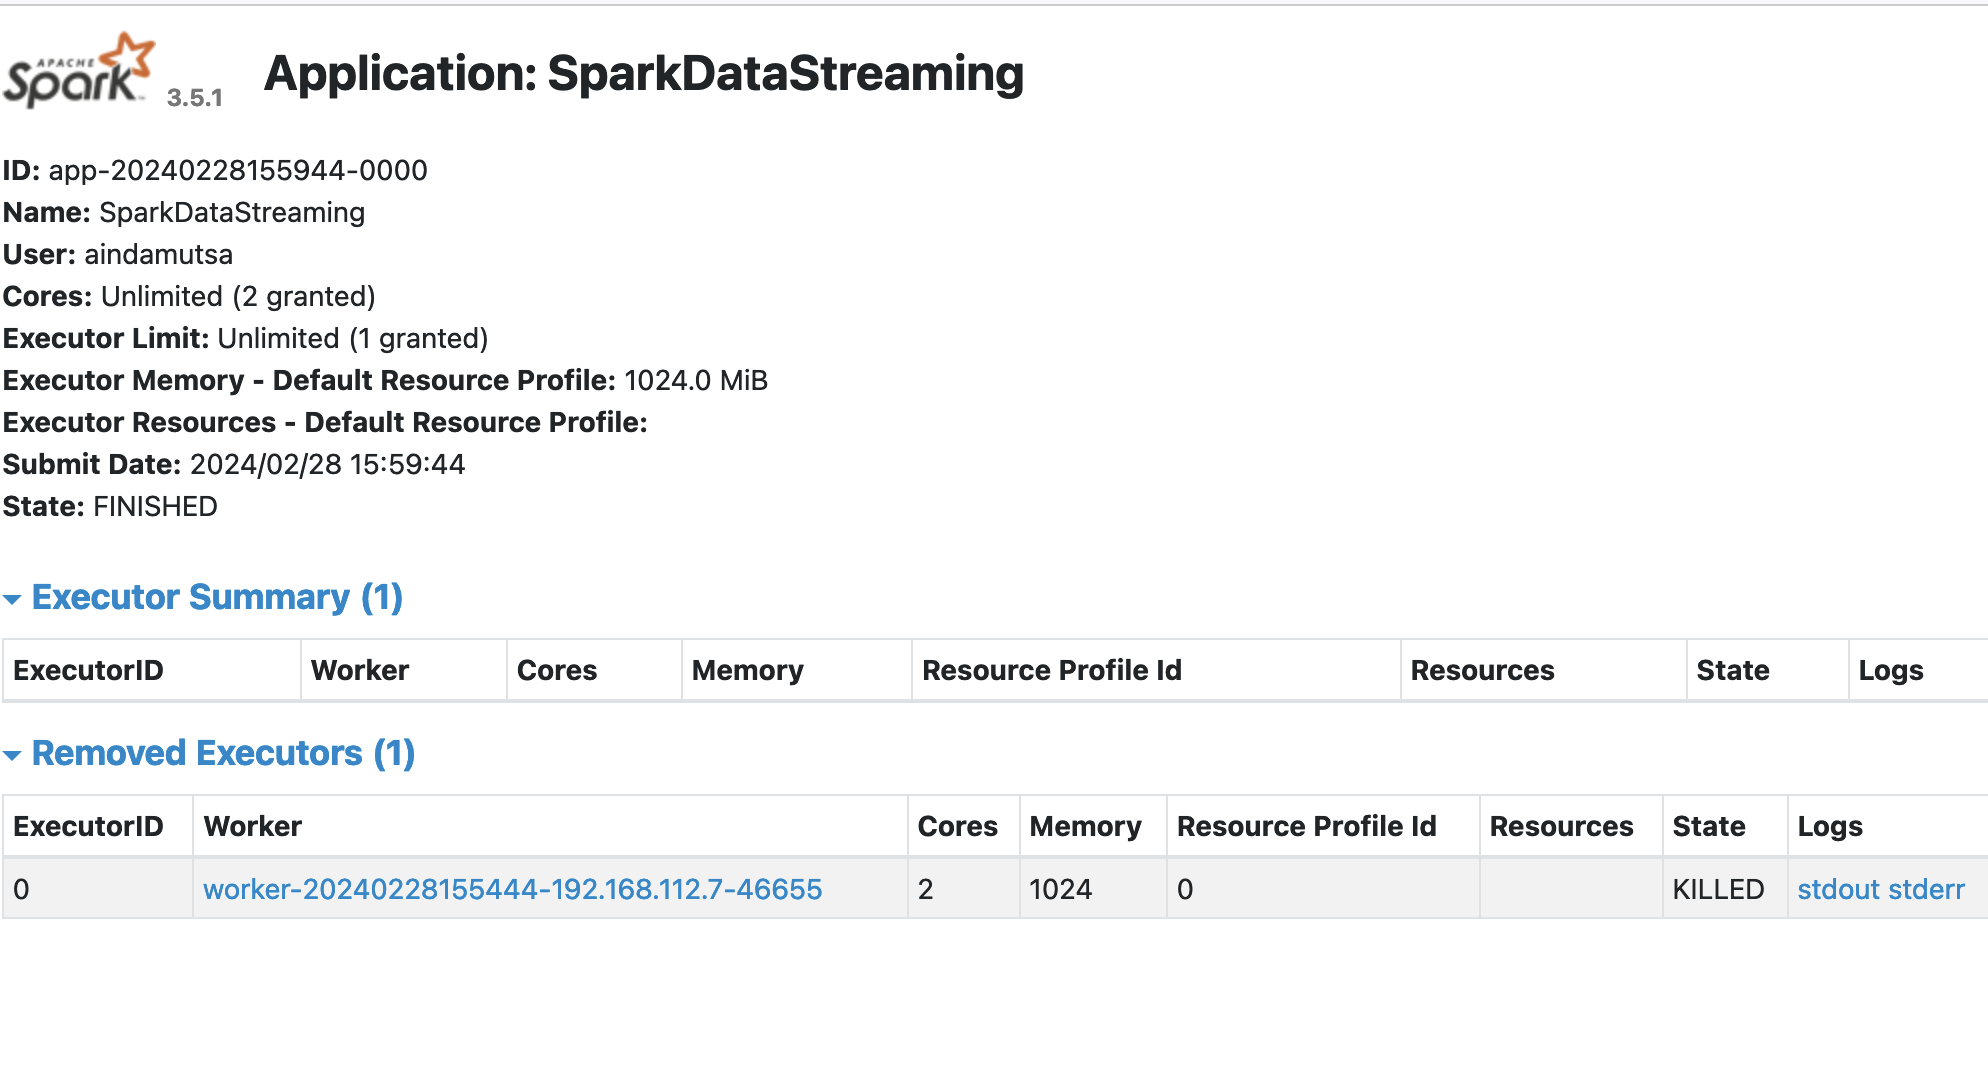 APACHE
Spark 3.5.1 Application: SparkDataStreaming
ID: app-20240228155944-0000
Name: SparkDataStreaming
User: aindamutsa
Cores: Unlimited (2 granted)
Executor Limit: Unlimited (1 granted)
Executor Memory - Default Resource Profile: 1024.0 MiB
Executor Resources - Default Resource Profile:
Submit Date: 2024/02/28 15:59:44
State: FINISHED
Executor Summary (1)
ExecutorID Worker Cores Memory Resource Profile Id Resources State Logs
Removed Executors (1)
ExecutorID Worker Cores Memory Resource Profile Id Resources State Logs
0 worker-20240228155444-192.168.112.7-46655 2 1024 0 KILLED stdout stderr